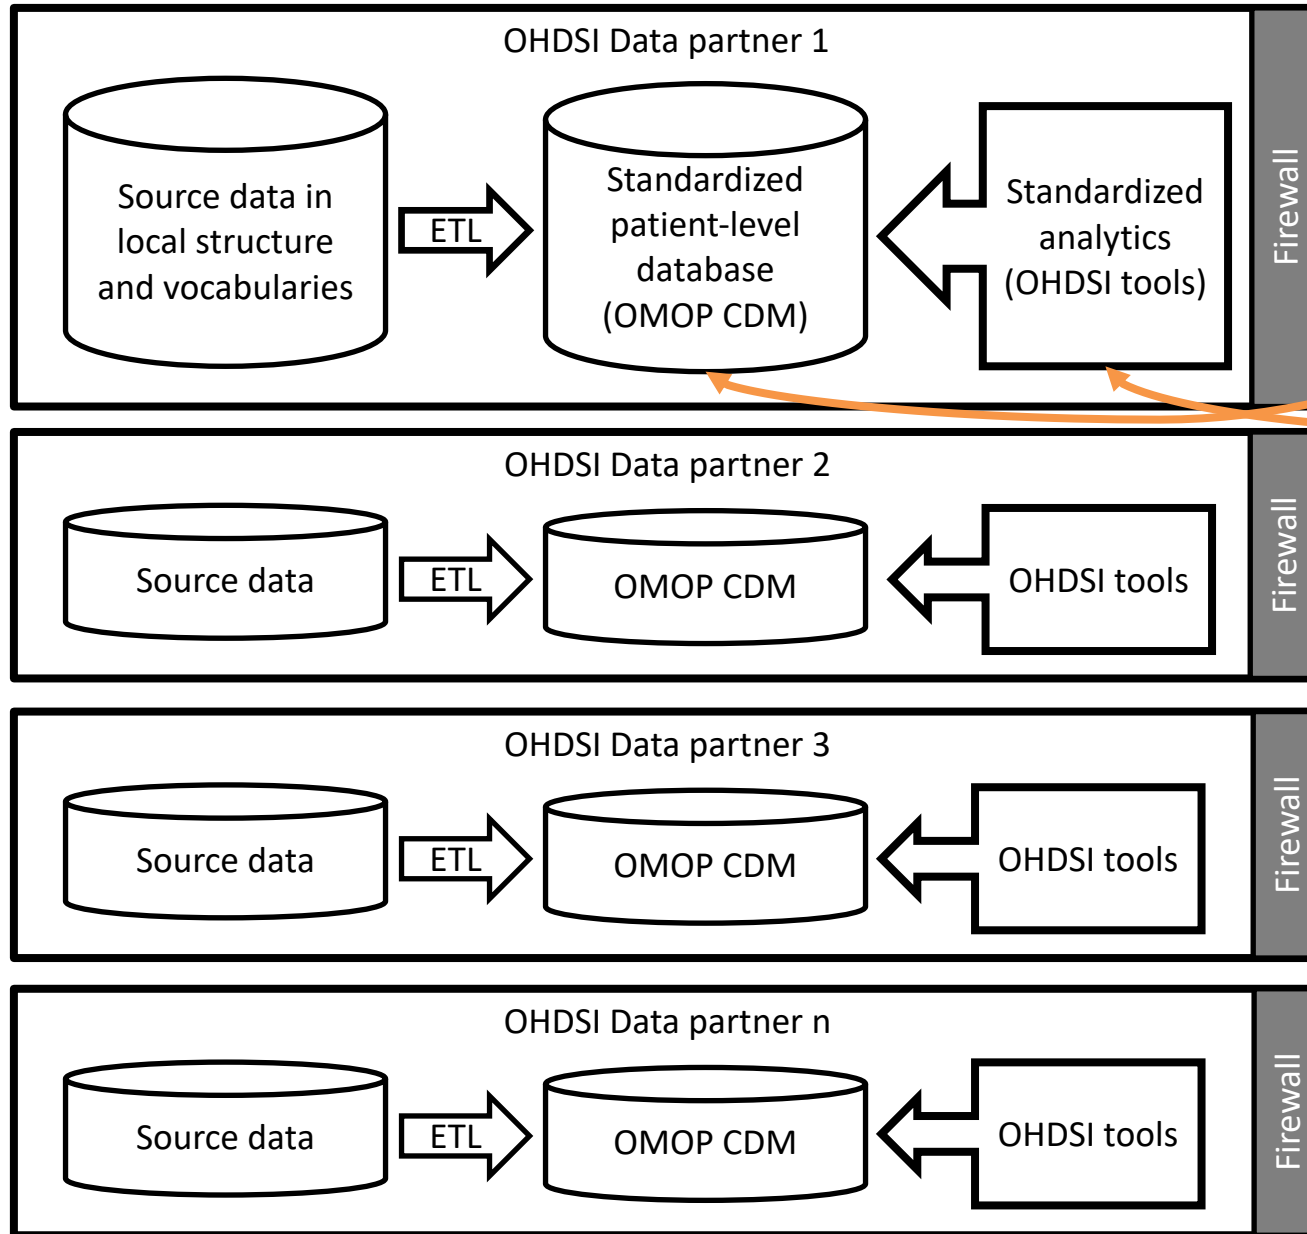 OHDSI Data partner 1
Source data in
local structure
and vocabularies
ETL
Standardized
patient-level
database
(OMOP CDM)
Standardized
analytics
(OHDSI tools)
Firewall
OHDSI Data partner 2
Source data
ETL
OMOP CDM
OHDSI tools
Firewall
OHDSI Data partner 3
Source data
ETL
OMOP CDM
OHDSI tools
Firewall
OHDSI Data partner n
Source data
ETL
OMOP CDM
OHDSI tools
Firewall